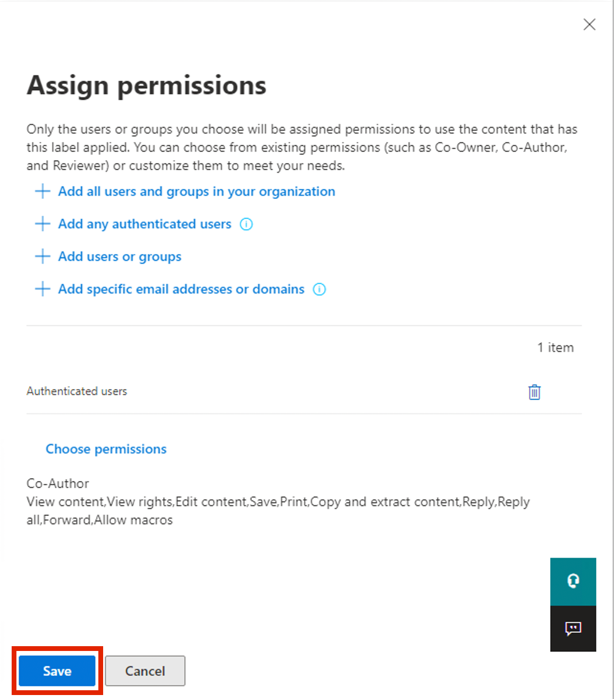 Assign permissions
Only the users or groups you choose will be assigned permissions to use the content that has
this label applied. You can choose from existing permissions (such as Co-Owner, Co-Author,
and Reviewer) or customize them to meet your needs.
Add all users and groups in your organization
Add any authenticated users
Add users or groups
Add specific email addresses or domains
1 item
Authenticated users
Choose permissions
Co-Author
View content,View rights,Edit content,Save,Print,Copy and extract content,Reply,Reply
all,Forward,Allow macros
Save
Cancel